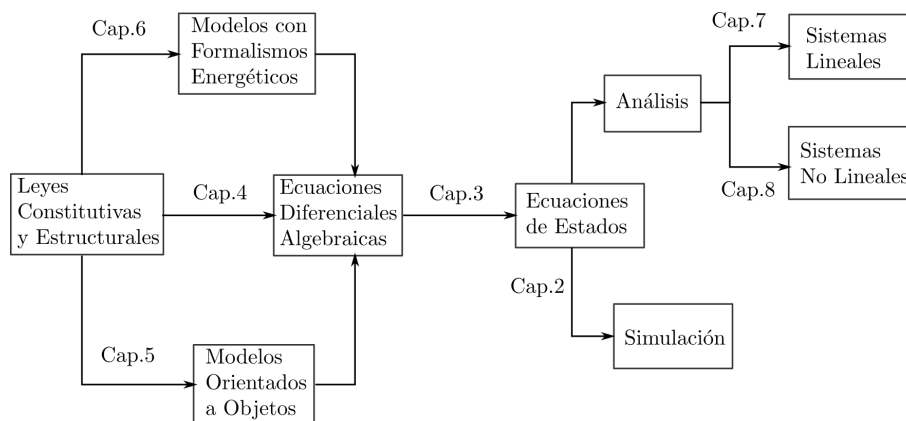 Cap.6
Modelos con
Formalismos
Energéticos
Leyes
Constitutivas
y Estructurales
Cap.4
Ecuaciones
Diferenciales
Algebraicas
Cap.5
Modelos
Orientados
a Objetos
Cap.3
Ecuaciones
de Estados
Cap.2
Simulación
Análisis
Cap.7
Sistemas
Lineales
Cap.8
Sistemas
No Lineales